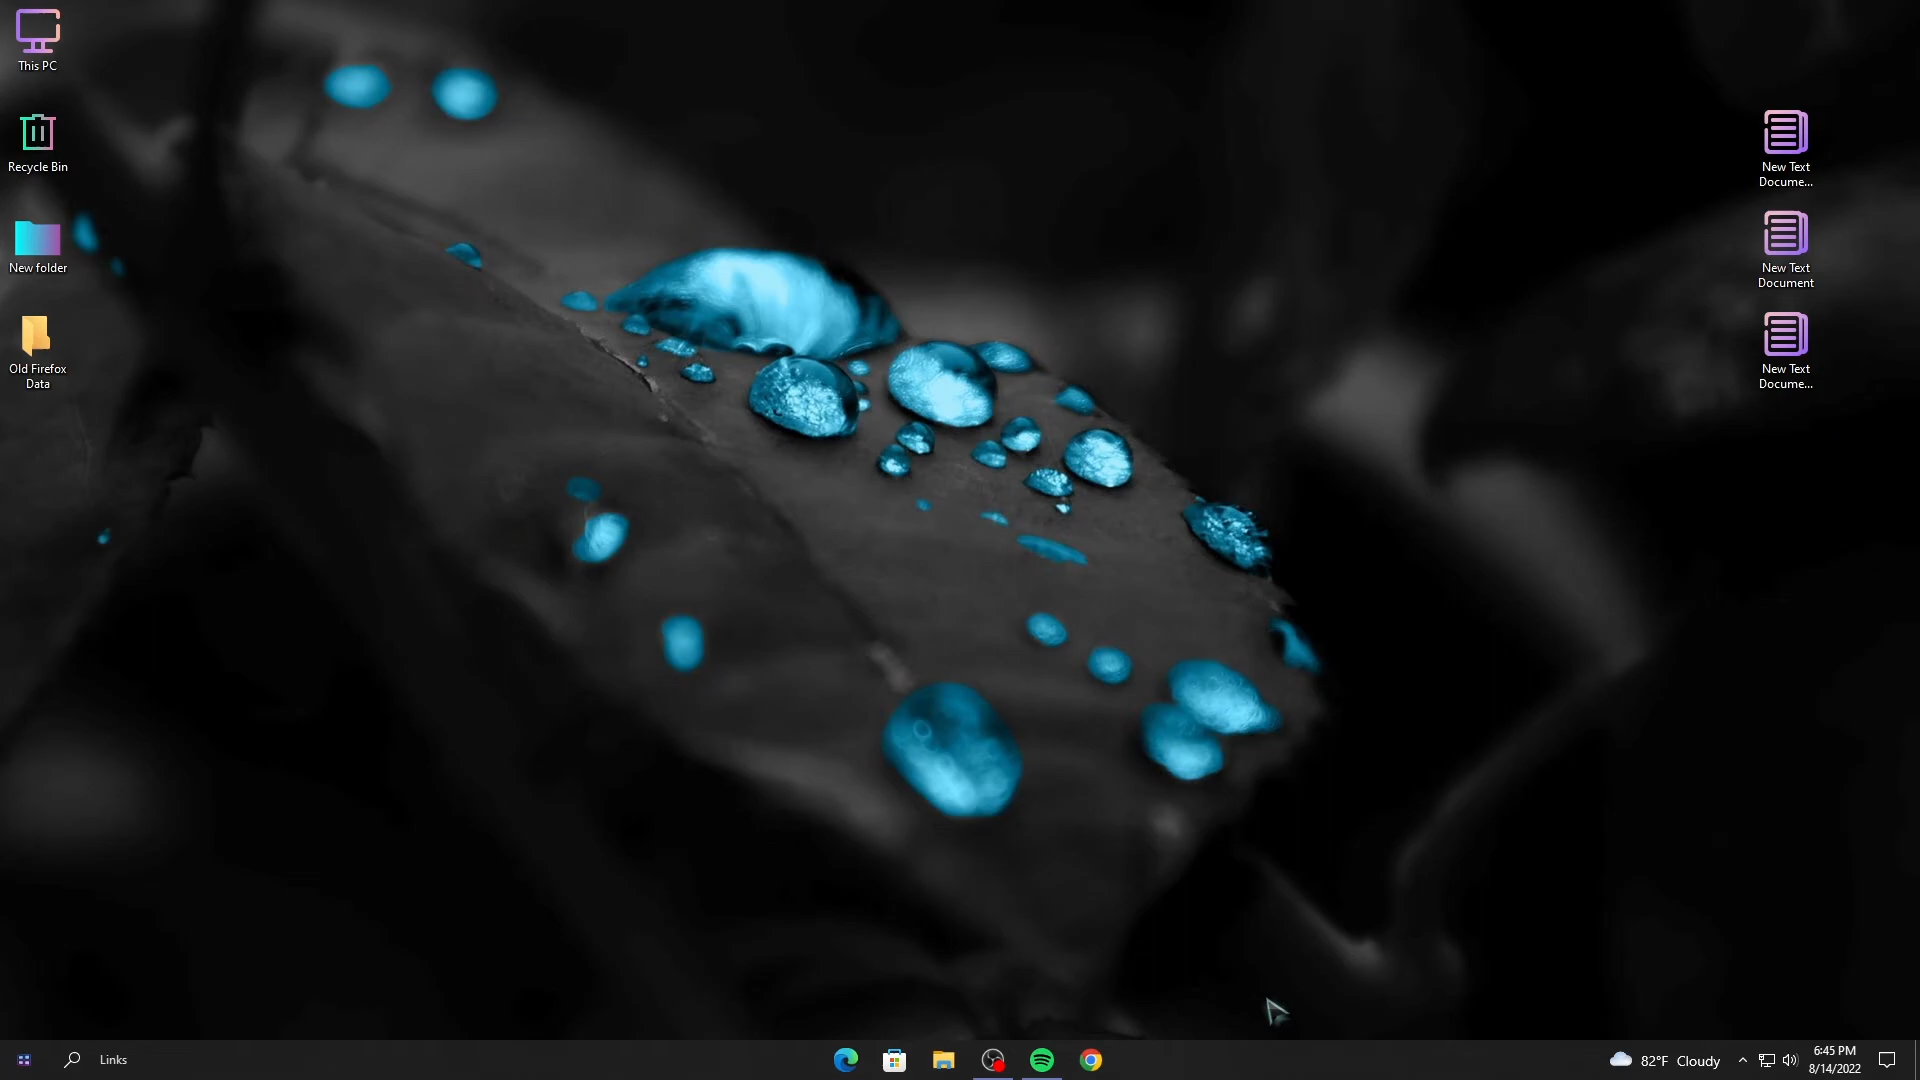 This PC
Recycle Bin
New folder
Old Firefox
Data
New Text
Docume...
New Text
Document
New Text
Docume...
Links
82°F Cloudy
6:45 PM
8/14/2022